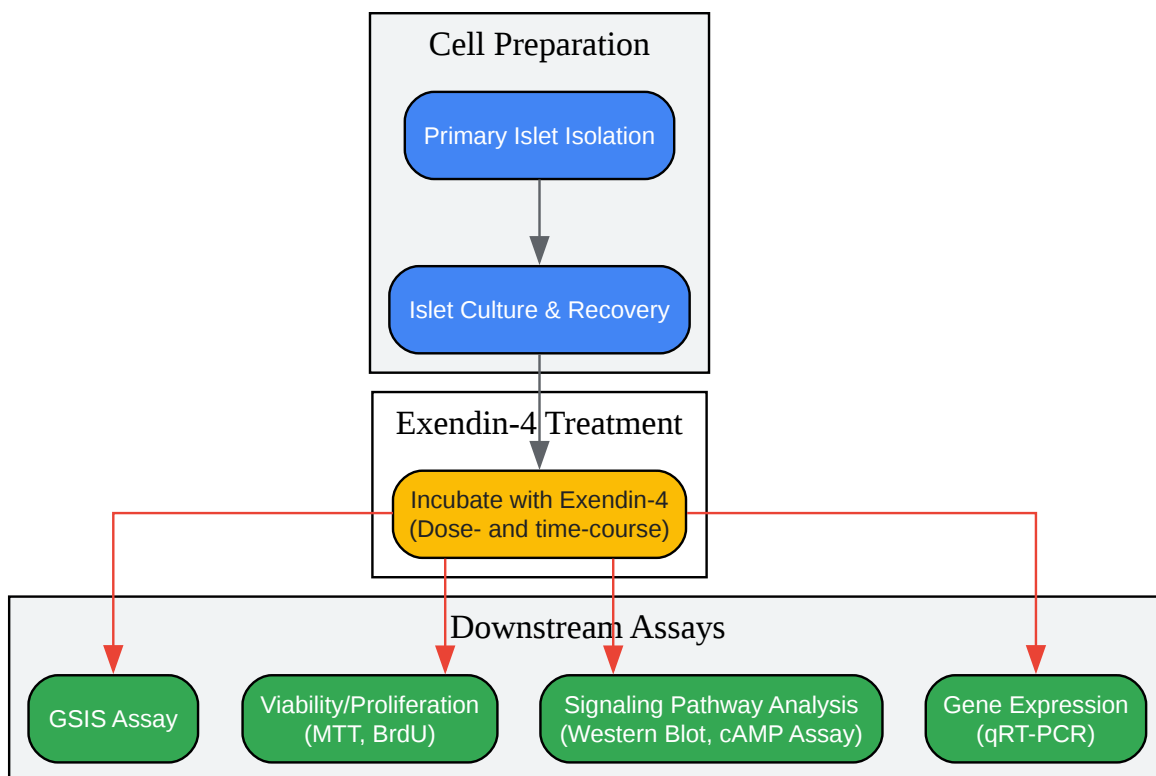 Cell Preparation
Primary Islet Isolation
Islet Culture & Recovery
Exendin-4 Treatment
Incubate with Exendin-4
(Dose- and time-course)
Downstream Assays
GSIS Assay
Viability/Proliferation
(MTT, BrdU)
Signaling Pathway Analysis
(Western Blot, cAMP Assay)
Gene Expression
(qRT-PCR)